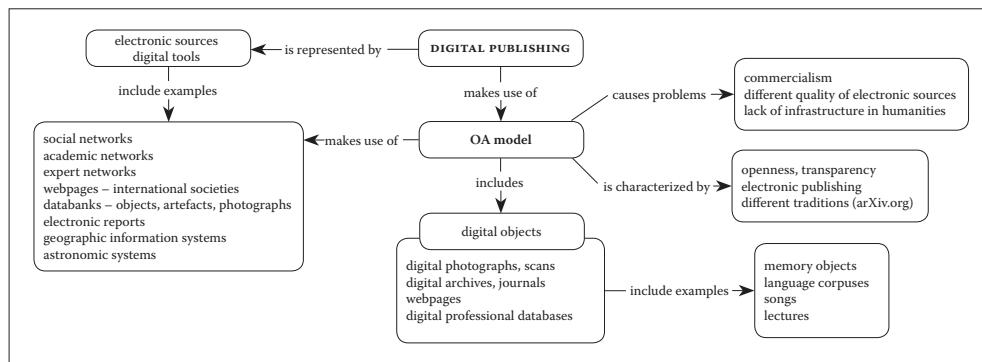 electronic sources
digital tools
is represented by
DIGITAL PUBLISHING
include examples
makes use of
causes problems
commercialism
different quality of electronic sources
lack of infrastructure in humanities
social networks
academic networks
expert networks
webpages – international societies
databanks – objects, artefacts, photographs
electronic reports
geographic information systems
astronomic systems
makes use of
OA model
is characterized by
openness, transparency
electronic publishing
different traditions (arXiv.org)
includes
digital objects
digital photographs, scans
digital archives, journals
webpages
digital professional databases
include examples
memory objects
language corpuses
songs
lectures